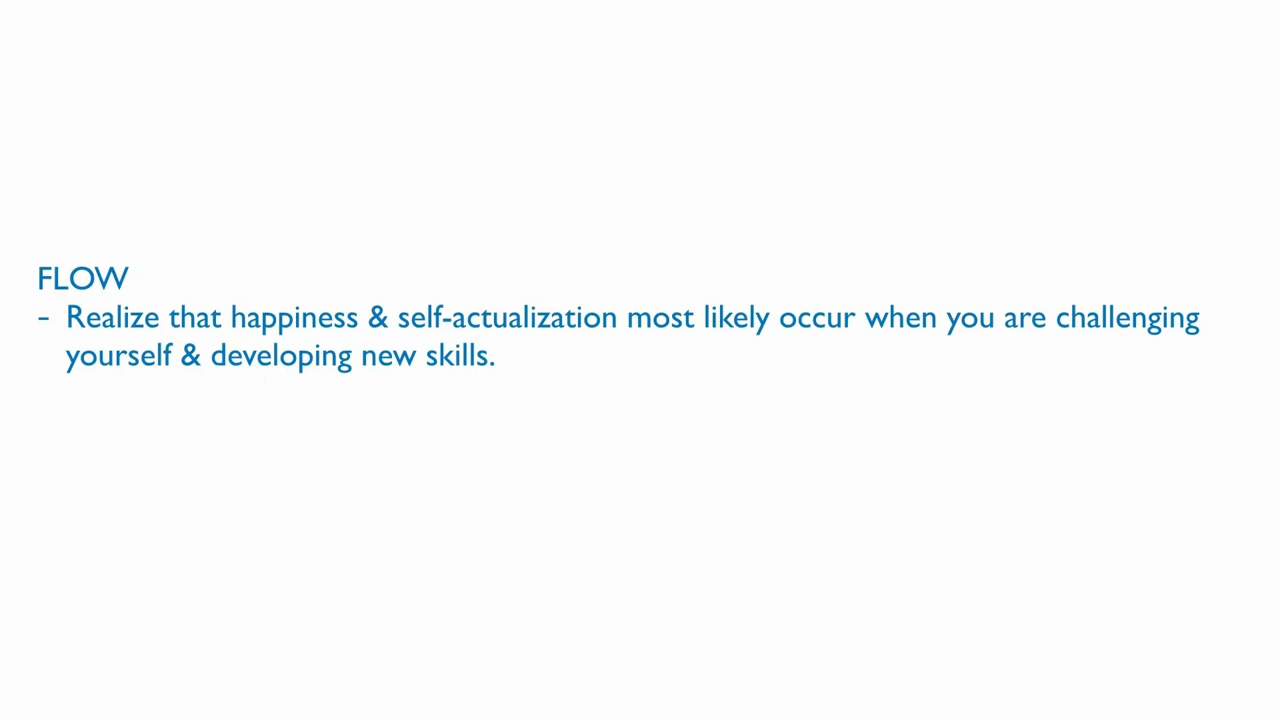 FLOW
- Realize that happiness & self-actualization most likely occur when you are challenging
yourself & developing new skills.